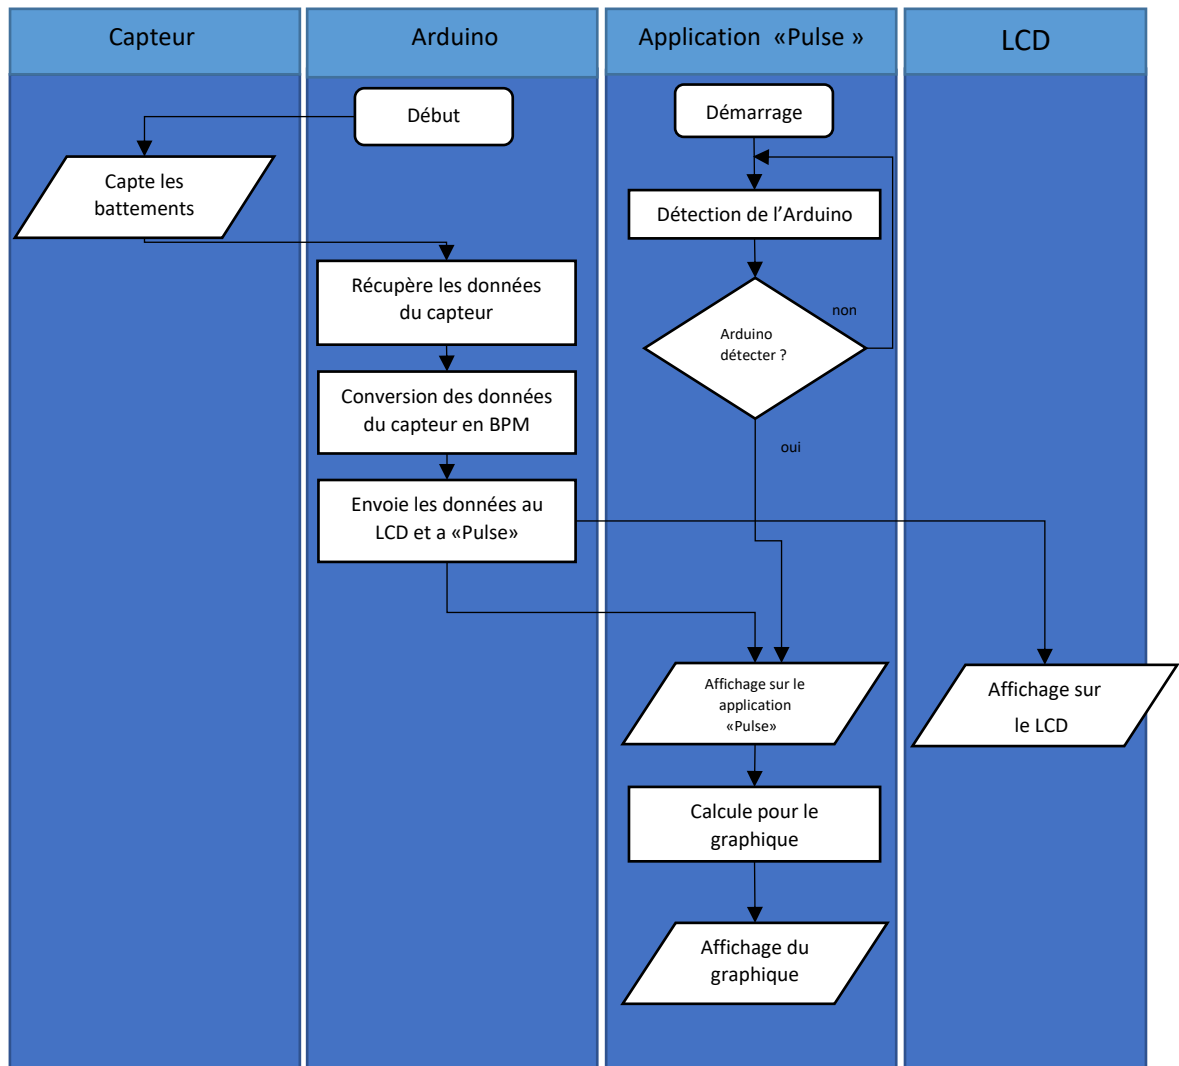 Capteur
Arduino
Application «Pulse »
LCD
Début
Démarrage
Capte les
battements
Détection de l’Arduino
Récupère les données
du capteur
non
Arduino
détecter ?
Conversion des données
du capteur en BPM
oui
Envoie les données au
LCD et a «Pulse»
Affichage sur le
application
«Pulse»
Affichage sur
le LCD
Calcule pour le
graphique
Affichage du
graphique